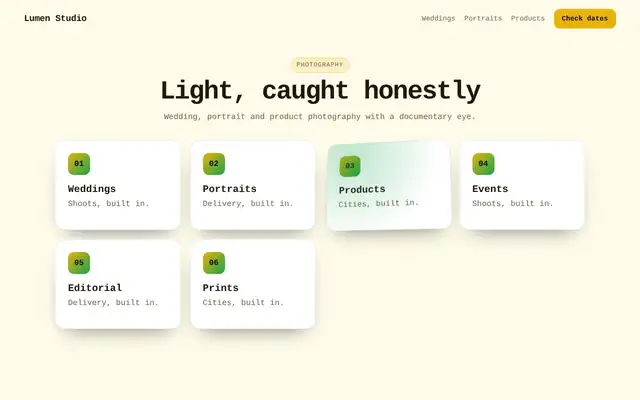 Lumen Studio
Weddings Portraits Products Check dates
PHOTOGRAPHY
Light, caught honestly
Wedding, portrait and product photography with a documentary eye.
01
Weddings
Shoots, built in.
02
Portraits
Delivery, built in.
03
Products
Cities, built in.
04
Events
Shoots, built in.
05
Editorial
Delivery, built in.
06
Prints
Cities, built in.